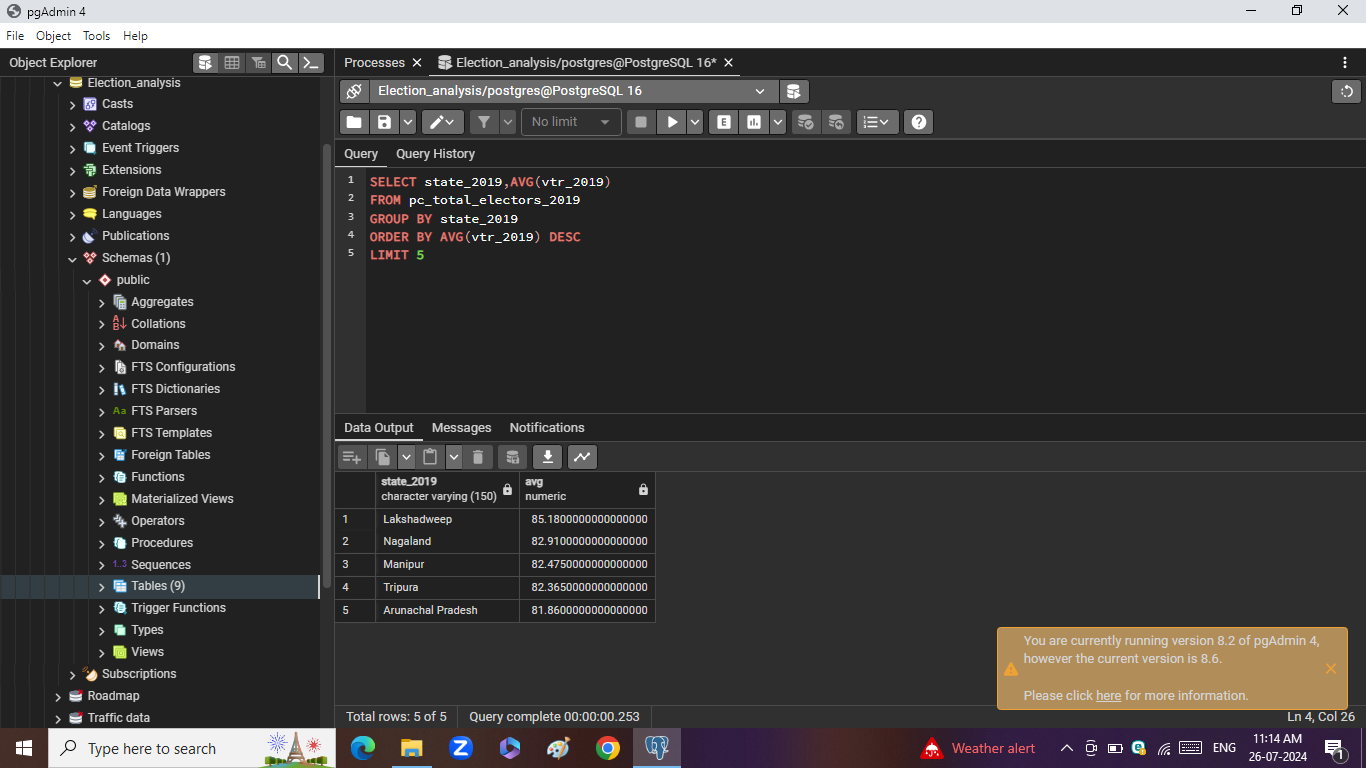 pgAdmin 4
File Object Tools Help
Object Explorer
Processes
Election_analysis/postgres@PostgreSQL 16*
Election_analysis
Casts
Catalogs
Event Triggers
Extensions
Foreign Data Wrappers
Languages
Publications
Schemas (1)
public
Aggregates
Collations
Domains
FTS Configurations
FTS Dictionaries
FTS Parsers
FTS Templates
Foreign Tables
Functions
Materialized Views
Operators
Procedures
1..3 Sequences
Tables (9)
Trigger Functions
Types
Views
Subscriptions
Roadmap
Traffic data
Election_analysis/postgres@PostgreSQL 16
No limit
E
Query Query History
1 SELECT state_2019,AVG(vtr_2019)
2 FROM pc_total_electors_2019
3 GROUP BY state_2019
4 ORDER BY AVG(vtr_2019) DESC
5 LIMIT 5
Data Output Messages Notifications
state_2019 avg
character varying (150) numeric
1 Lakshadweep 85.1800000000000000
2 Nagaland 82.9100000000000000
3 Manipur 82.4750000000000000
4 Tripura 82.3650000000000000
5 Arunachal Pradesh 81.8600000000000000
You are currently running version 8.2 of pgAdmin 4,
however the current version is 8.6.
Please click here for more information.
Total rows: 5 of 5 Query complete 00:00:00.253
Ln 4, Col 26
Type here to search
Weather alert
ENG
11:14 AM
26-07-2024
1